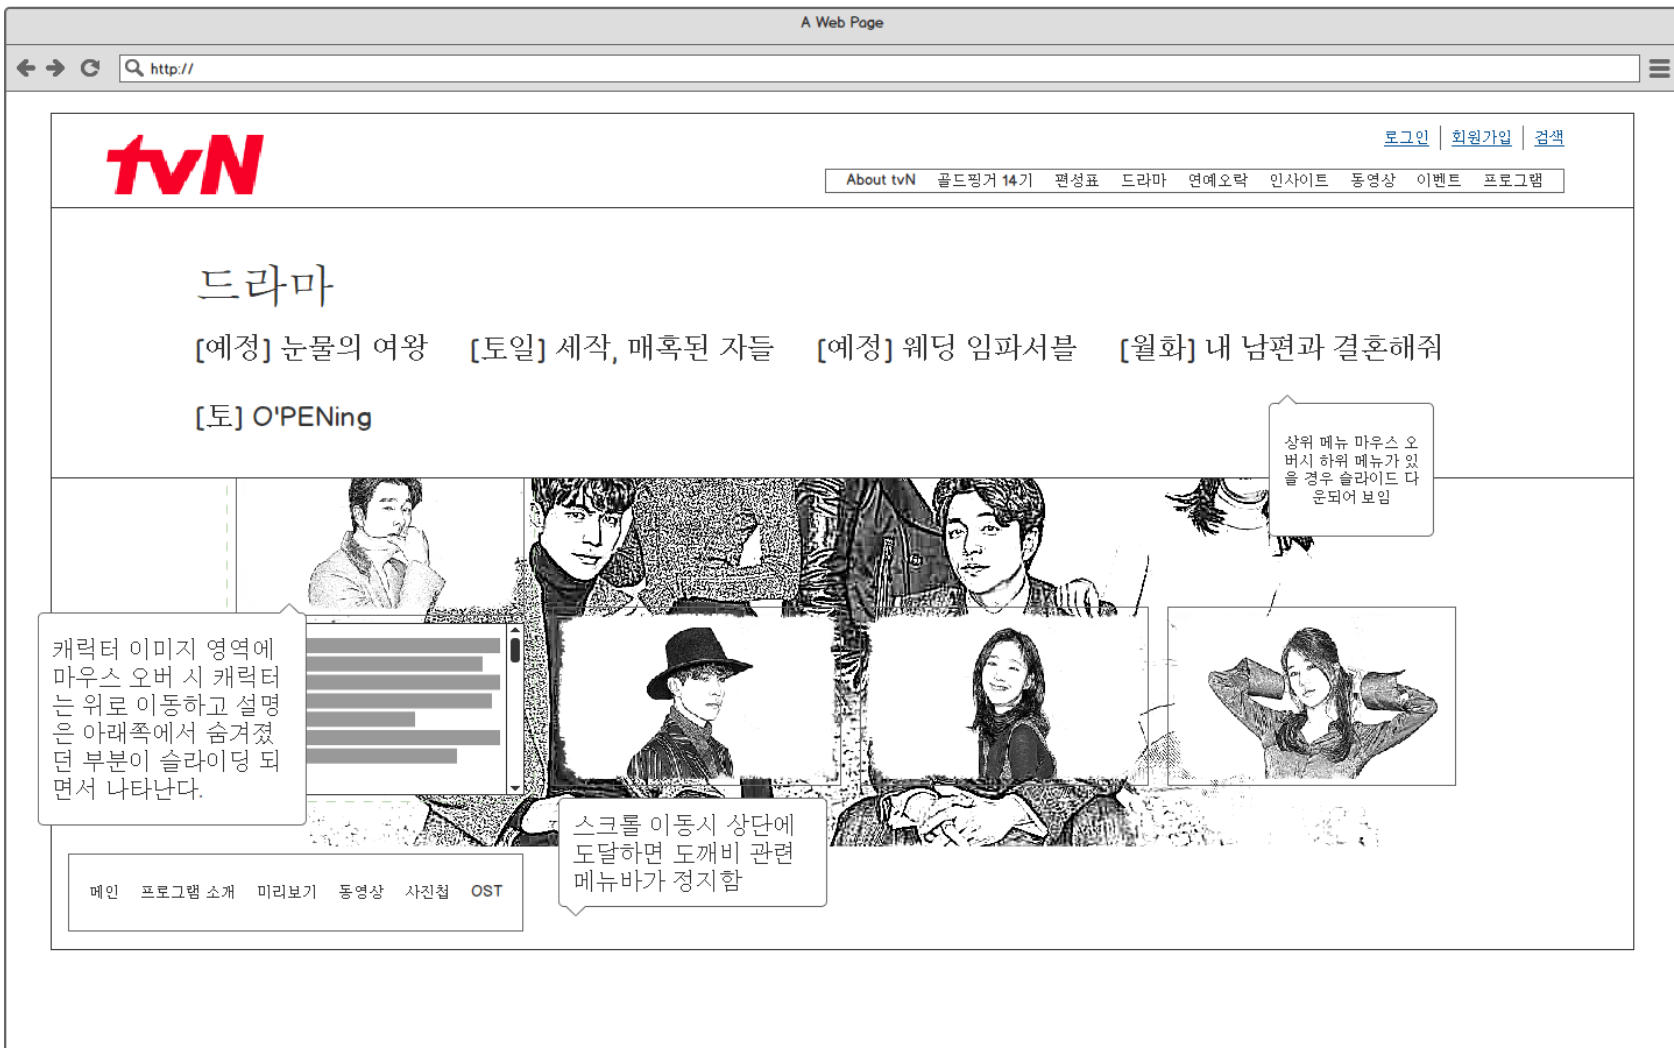 A Web Page
http://
tvN
로그인 회원가입 검색
About tvN 골드핑거 14기 편성표 드라마 연예오락 인사이트 동영상 이벤트 프로그램
드라마
[예정] 눈물의 여왕 [토일] 세작, 매혹된 자들 [예정] 웨딩 임파서블 [월화] 내 남편과 결혼해줘
[토] O'PENing
상위 메뉴 마우스 오
버시 하위 메뉴가 있
을 경우 슬라이드 다
운되어 보임
캐릭터 이미지 영역에
마우스 오버 시 캐릭터
는 위로 이동하고 설명
은 아래쪽에서 숨겨졌
던 부분이 슬라이딩 되
면서 나타난다.
스크롤 이동시 상단에
도달하면 도깨비 관련
메뉴바가 정지함
메인 프로그램 소개 미리보기 동영상 사진첩 OST